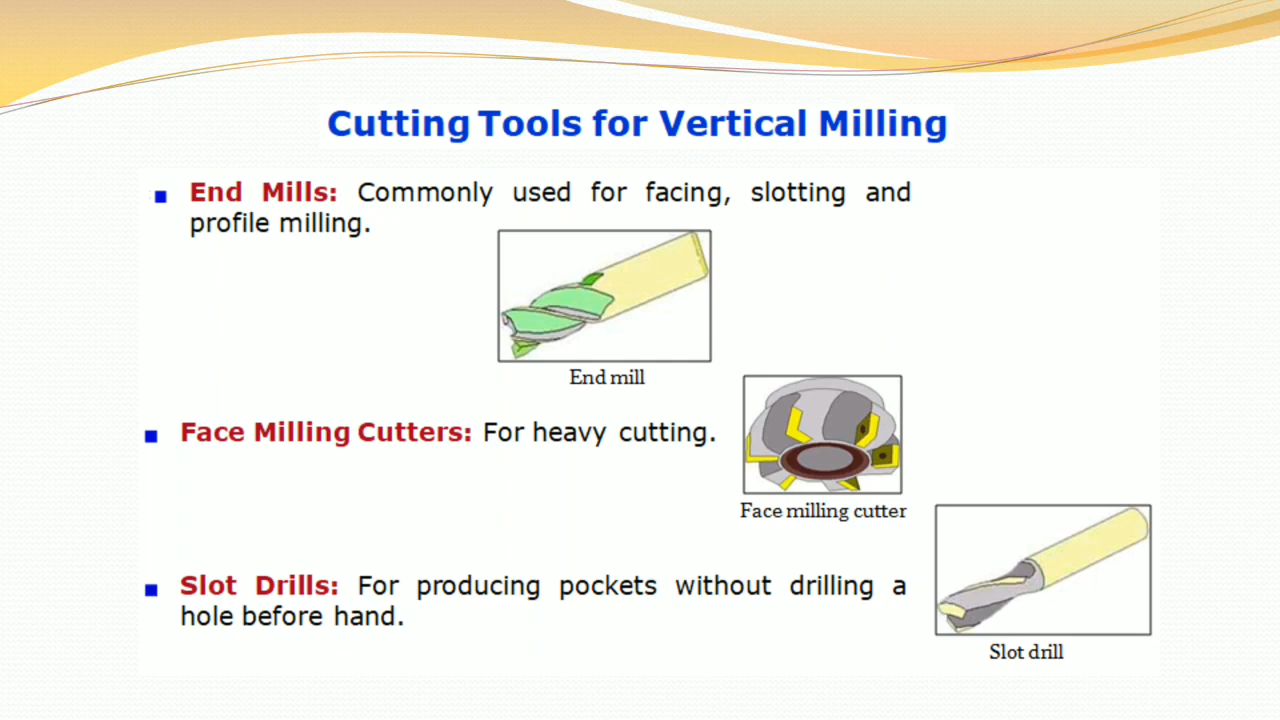 Cutting Tools for Vertical Milling
End Mills: Commonly used for facing, slotting and
profile milling.
End mill
Face Milling Cutters: For heavy cutting.
Face milling cutter
Slot Drills: For producing pockets without drilling a
hole before hand.
Slot drill